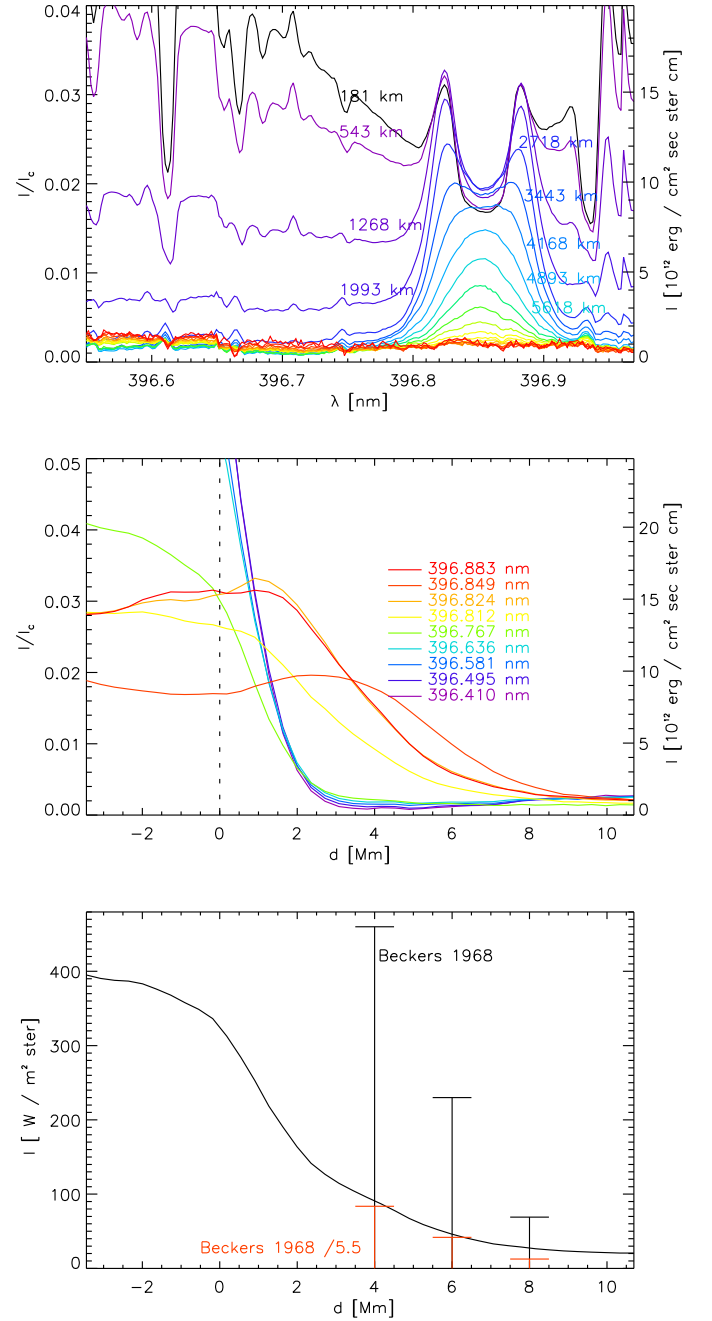 0.04
0.03
0.02
0.01
0.00
I/I_c
15
10
5
0
I [10¹² erg / cm² sec ster cm]
181 km
543 km
2718 km
3443 km
1268 km
4168 km
4893 km
1993 km
5618 km
396.6 396.7 396.8 396.9
λ [nm]
0.05
0.04
0.03
0.02
0.01
0.00
I/I_c
20
15
10
5
0
I [10¹² erg / cm² sec ster cm]
396.883 nm
396.849 nm
396.824 nm
396.812 nm
396.767 nm
396.636 nm
396.581 nm
396.495 nm
396.410 nm
-2 0 2 4 6 8 10
d [Mm]
400
300
200
100
0
I [ W / m² ster]
Beckers 1968
Beckers 1968 /5.5
-2 0 2 4 6 8 10
d [Mm]